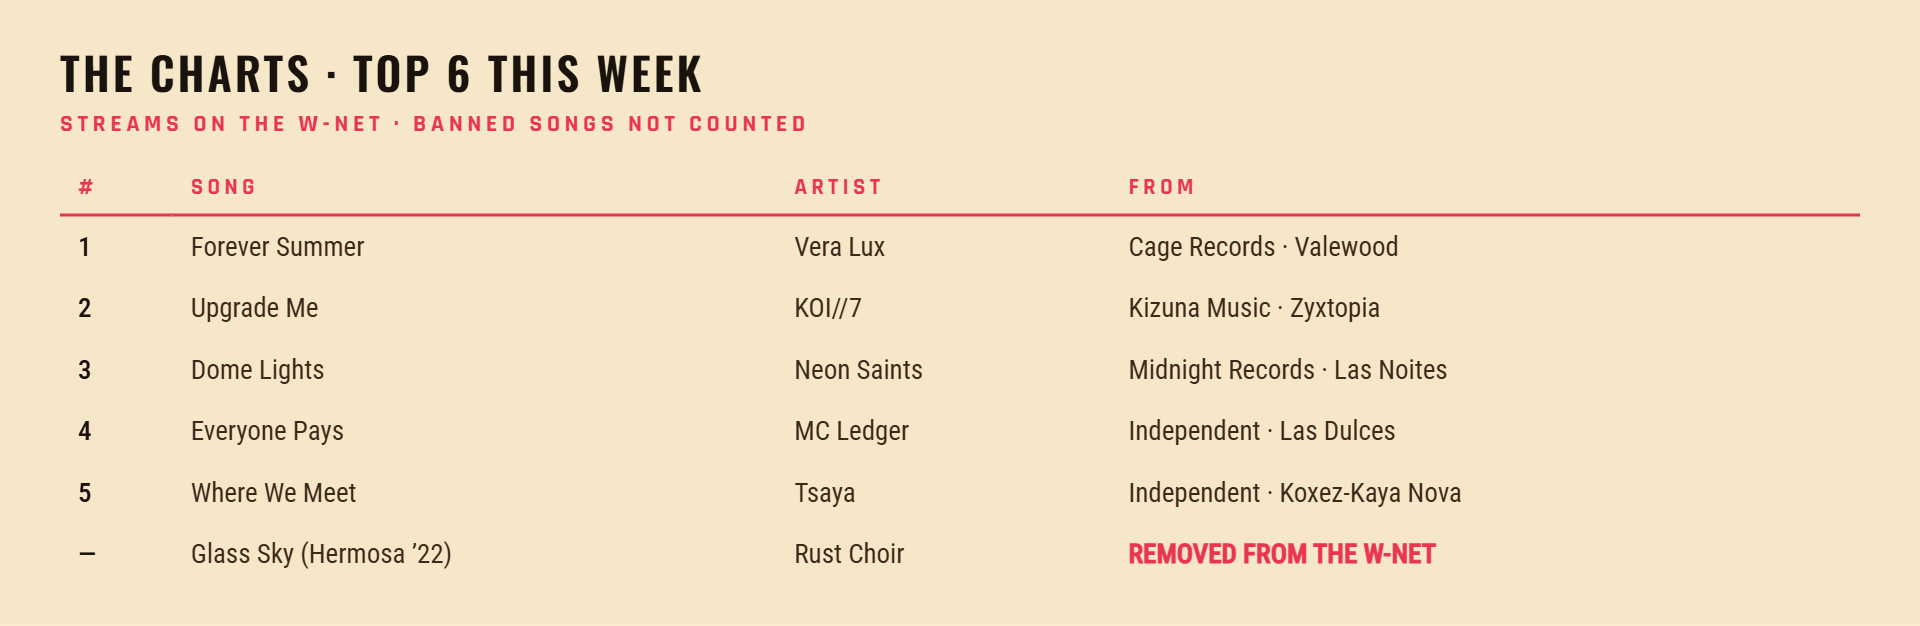 THE CHARTS · TOP 6 THIS WEEK
STREAMS ON THE W-NET · BANNED SONGS NOT COUNTED
# SONG ARTIST FROM
1 Forever Summer Vera Lux Cage Records · Valewood
2 Upgrade Me KOI//7 Kizuna Music · Zyxtopia
3 Dome Lights Neon Saints Midnight Records · Las Noites
4 Everyone Pays MC Ledger Independent · Las Dulces
5 Where We Meet Tsaya Independent · Koxez-Kaya Nova
— Glass Sky (Hermosa ’22) Rust Choir REMOVED FROM THE W-NET